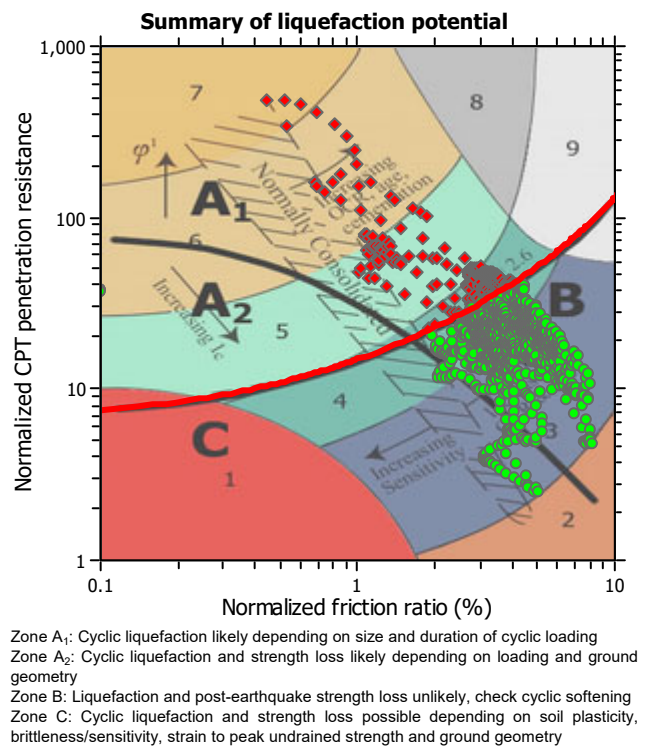 Summary of liquefaction potential
1,000
100
10
1
Normalized CPT penetration resistance
7
8
9
φ'
A1
Increasing
OCR, age,
cementation
Normally Consolidated
6
2.6
A2
B
Increasing Ic
5
4
C
3
Increasing
Sensitivity
1
2
0.1
1
10
Normalized friction ratio (%)
Zone A1: Cyclic liquefaction likely depending on size and duration of cyclic loading
Zone A2: Cyclic liquefaction and strength loss likely depending on loading and ground
geometry
Zone B: Liquefaction and post-earthquake strength loss unlikely, check cyclic softening
Zone C: Cyclic liquefaction and strength loss possible depending on soil plasticity,
brittleness/sensitivity, strain to peak undrained strength and ground geometry